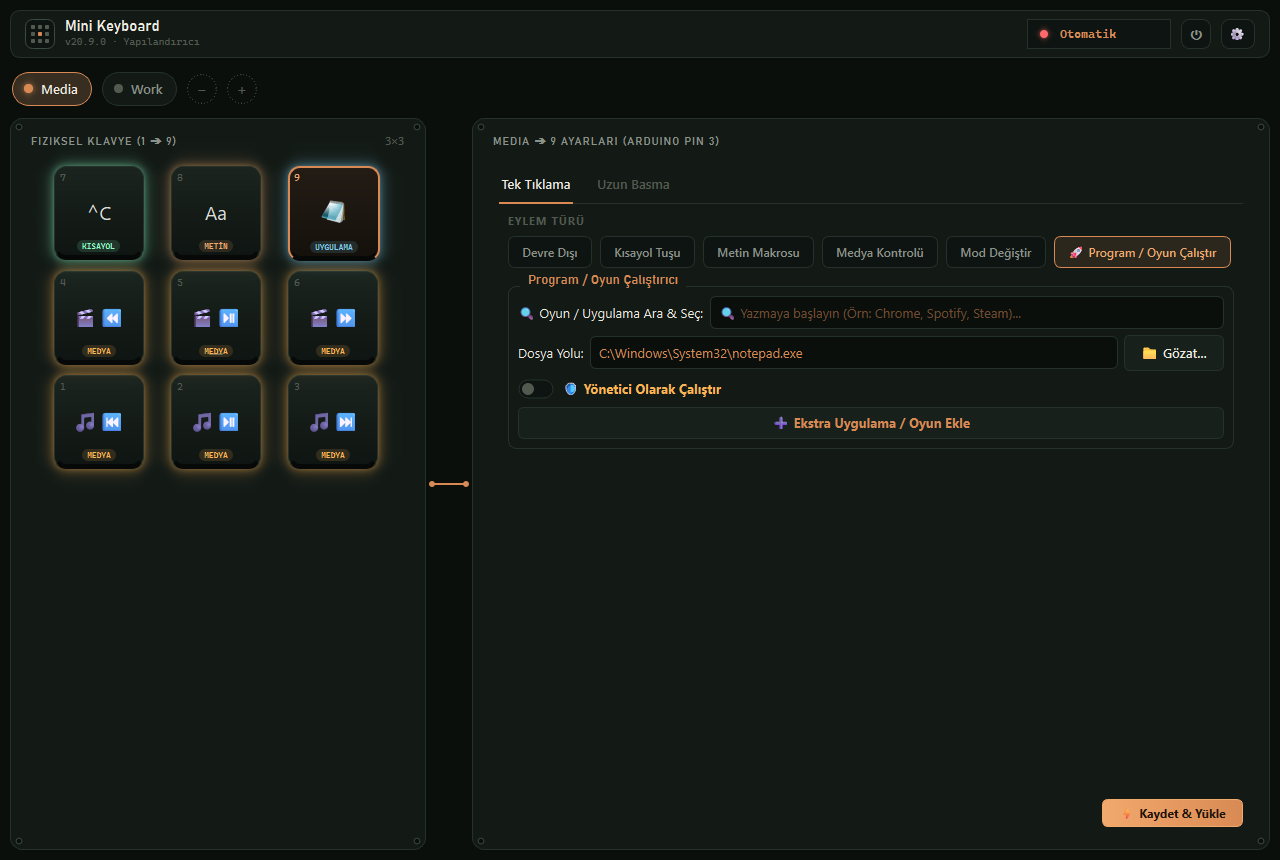 Mini Keyboard
v20.9.0 · Yapılandırıcı
Otomatik
Media
Work
−
+
FIZIKSEL KLAVYE (1 ➔ 9)
3×3
7
^C
KISAYOL
8
Aa
METİN
9
UYGULAMA
4
MEDYA
5
MEDYA
6
MEDYA
1
MEDYA
2
MEDYA
3
MEDYA
MEDIA ➔ 9 AYARLARI (ARDUINO PIN 3)
Tek Tıklama
Uzun Basma
EYLEM TÜRÜ
Devre Dışı
Kısayol Tuşu
Metin Makrosu
Medya Kontrolü
Mod Değiştir
🚀 Program / Oyun Çalıştır
Program / Oyun Çalıştırıcı
🔍 Oyun / Uygulama Ara & Seç:
🔍 Yazmaya başlayın (Örn: Chrome, Spotify, Steam)...
Dosya Yolu:
C:\Windows\System32\notepad.exe
📁 Gözat...
🛡️ Yönetici Olarak Çalıştır
➕ Ekstra Uygulama / Oyun Ekle
Kaydet & Yükle